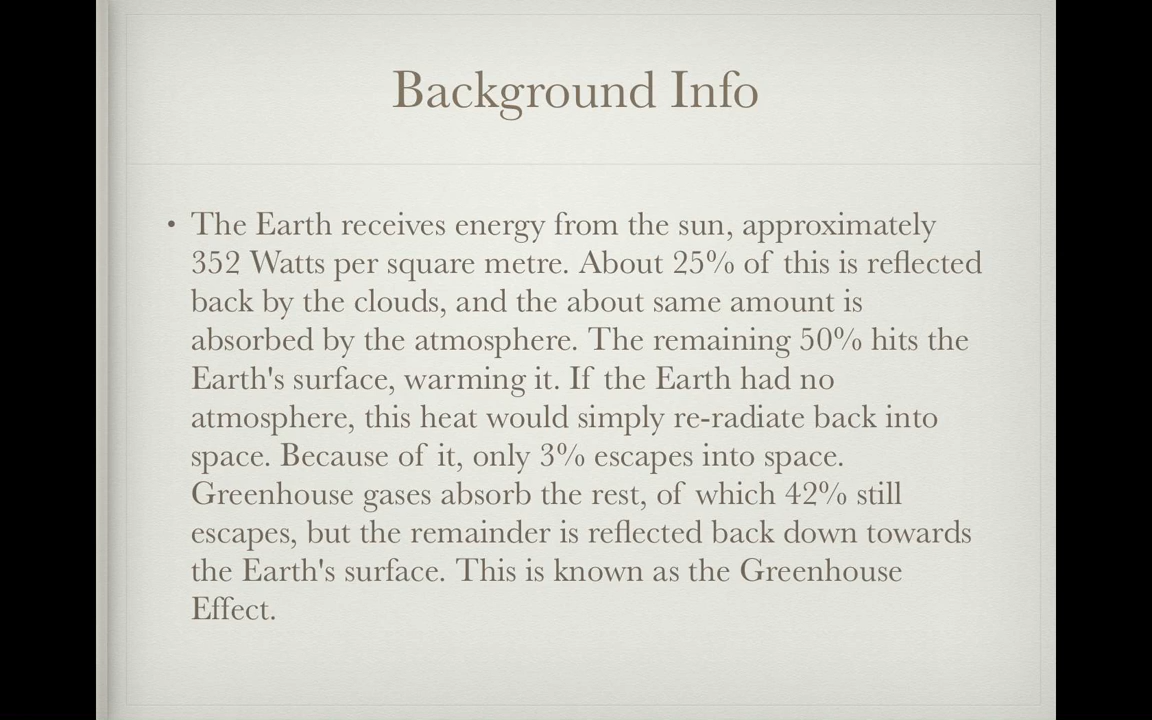 Background Info
• The Earth receives energy from the sun, approximately
352 Watts per square metre. About 25% of this is reflected
back by the clouds, and the about same amount is
absorbed by the atmosphere. The remaining 50% hits the
Earth's surface, warming it. If the Earth had no
atmosphere, this heat would simply re-radiate back into
space. Because of it, only 3% escapes into space.
Greenhouse gases absorb the rest, of which 42% still
escapes, but the remainder is reflected back down towards
the Earth's surface. This is known as the Greenhouse
Effect.